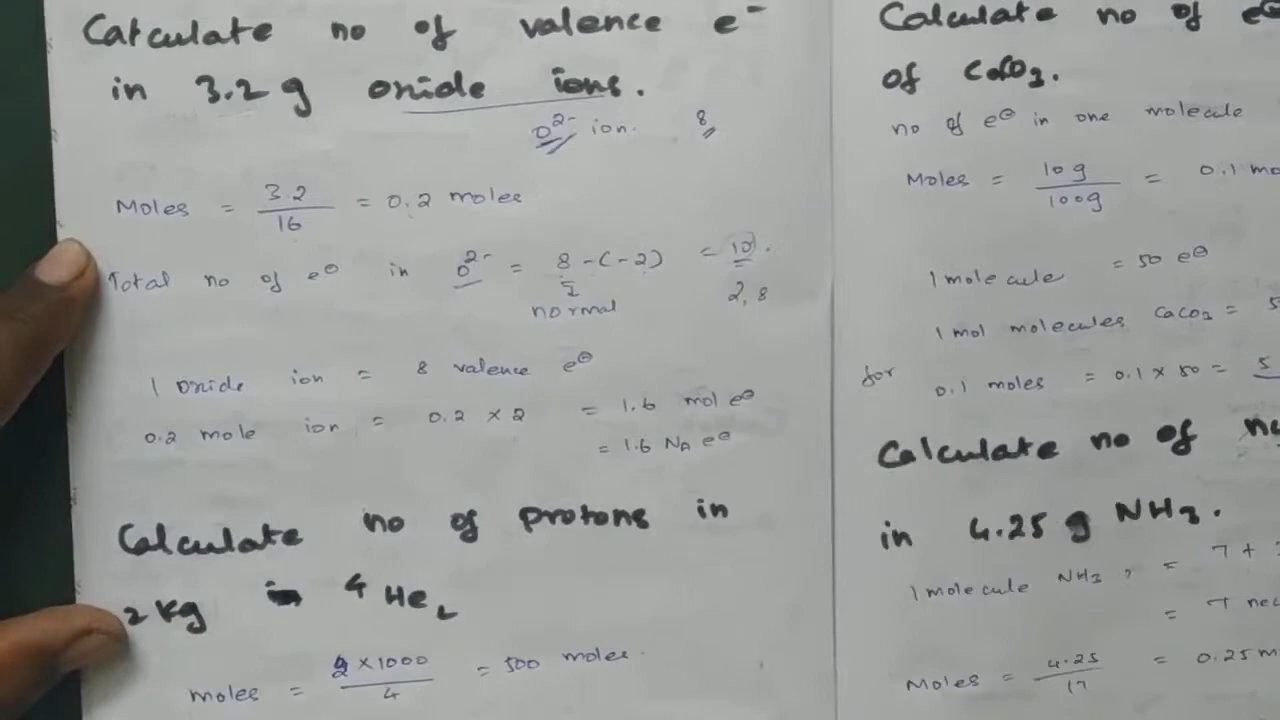 Calculate no of valence e⁻
in 3.2 g oxide ions.
O²⁻ ion. 8
Moles = 3.2 / 16 = 0.2 moles
Total no of e⊖ in O²⁻ = 8 - (-2) = 10.
normal 2, 8
1 oxide ion = 8 valence e⊖
0.2 mole ion = 0.2 × 2 = 1.6 mol e⊖
= 1.6 NA e⊖
Calculate no of protons in
2 kg in ⁴He₂
moles = 2 × 1000 / 4 = 500 moles.
Calculate no of e⊖
of CaCO₃.
no of e⊖ in one molecule
Moles = 10 g / 100 g = 0.1 mo
1 molecule = 50 e⊖
1 mol molecules CaCO₃ = 5
for 0.1 moles = 0.1 × 50 = 5
Calculate no of
in 4.25 g NH₃.
1 molecule NH₃, = 7 +
= 7 neu
Moles = 4.25 / 17 = 0.25 m